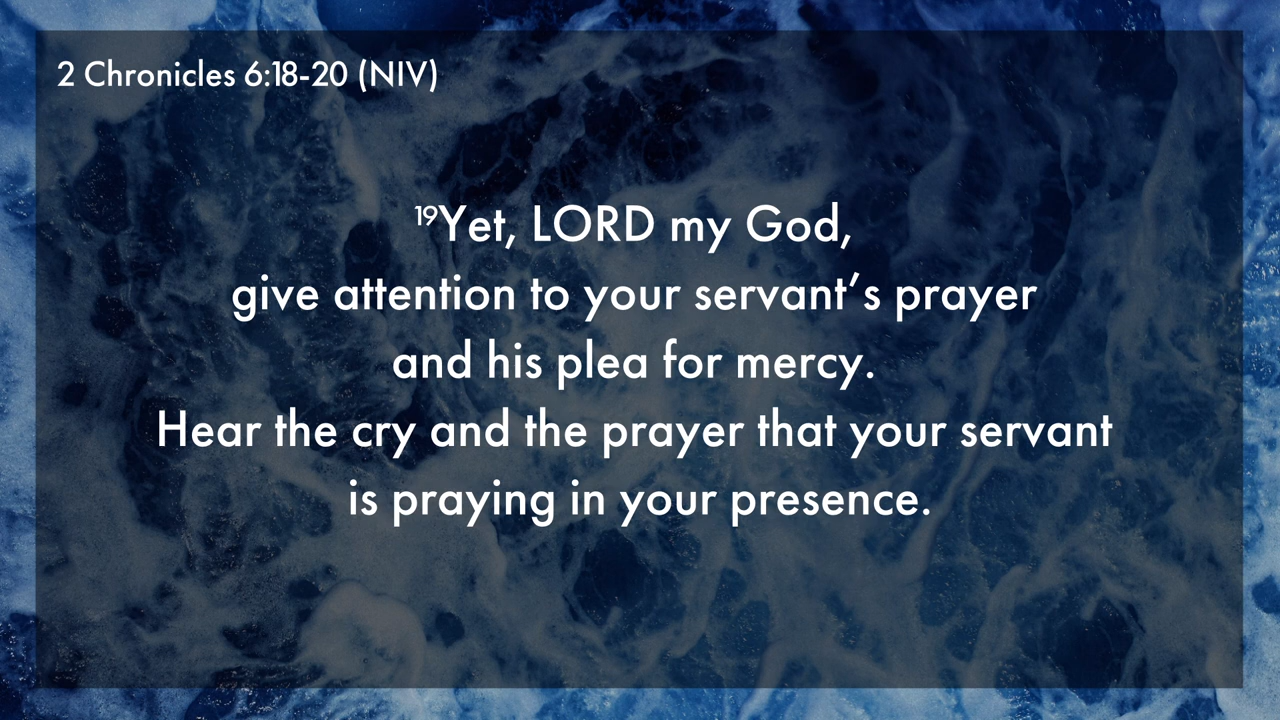 2 Chronicles 6:18-20 (NIV)
¹⁹Yet, LORD my God,
give attention to your servant’s prayer
and his plea for mercy.
Hear the cry and the prayer that your servant
is praying in your presence.